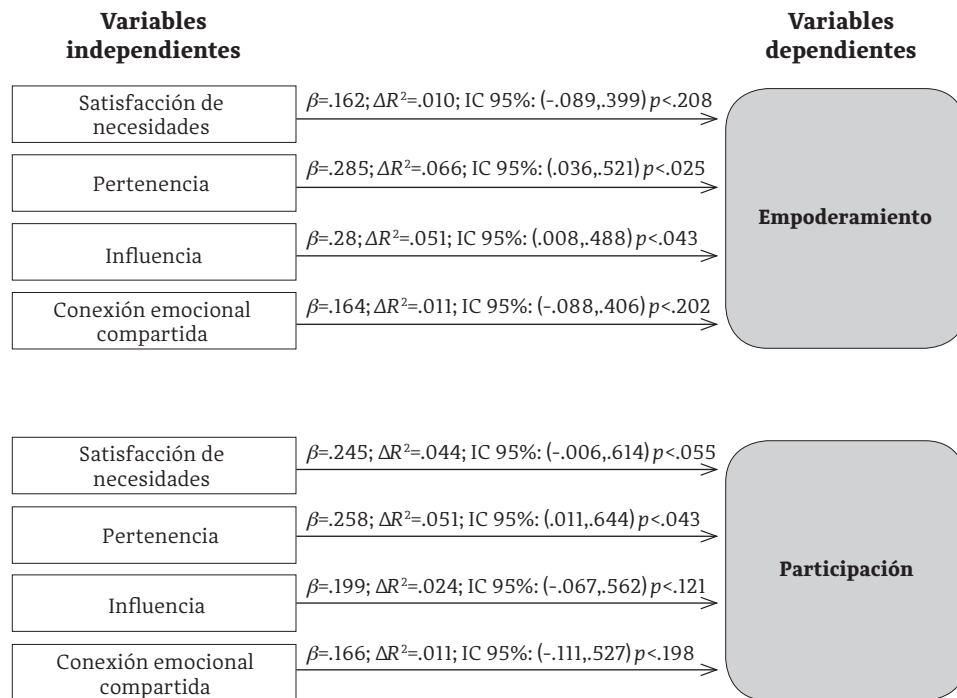 Variables
independientes
Variables
dependientes
Satisfacción de
necesidades
β=.162; ΔR²=.010; IC 95%: (-.089,.399) p<.208
Pertenencia
β=.285; ΔR²=.066; IC 95%: (.036,.521) p<.025
Influencia
β=.28; ΔR²=.051; IC 95%: (.008,.488) p<.043
Conexión emocional
compartida
β=.164; ΔR²=.011; IC 95%: (-.088,.406) p<.202
Empoderamiento
Satisfacción de
necesidades
β=.245; ΔR²=.044; IC 95%: (-.006,.614) p<.055
Pertenencia
β=.258; ΔR²=.051; IC 95%: (.011,.644) p<.043
Influencia
β=.199; ΔR²=.024; IC 95%: (-.067,.562) p<.121
Conexión emocional
compartida
β=.166; ΔR²=.011; IC 95%: (-.111,.527) p<.198
Participación